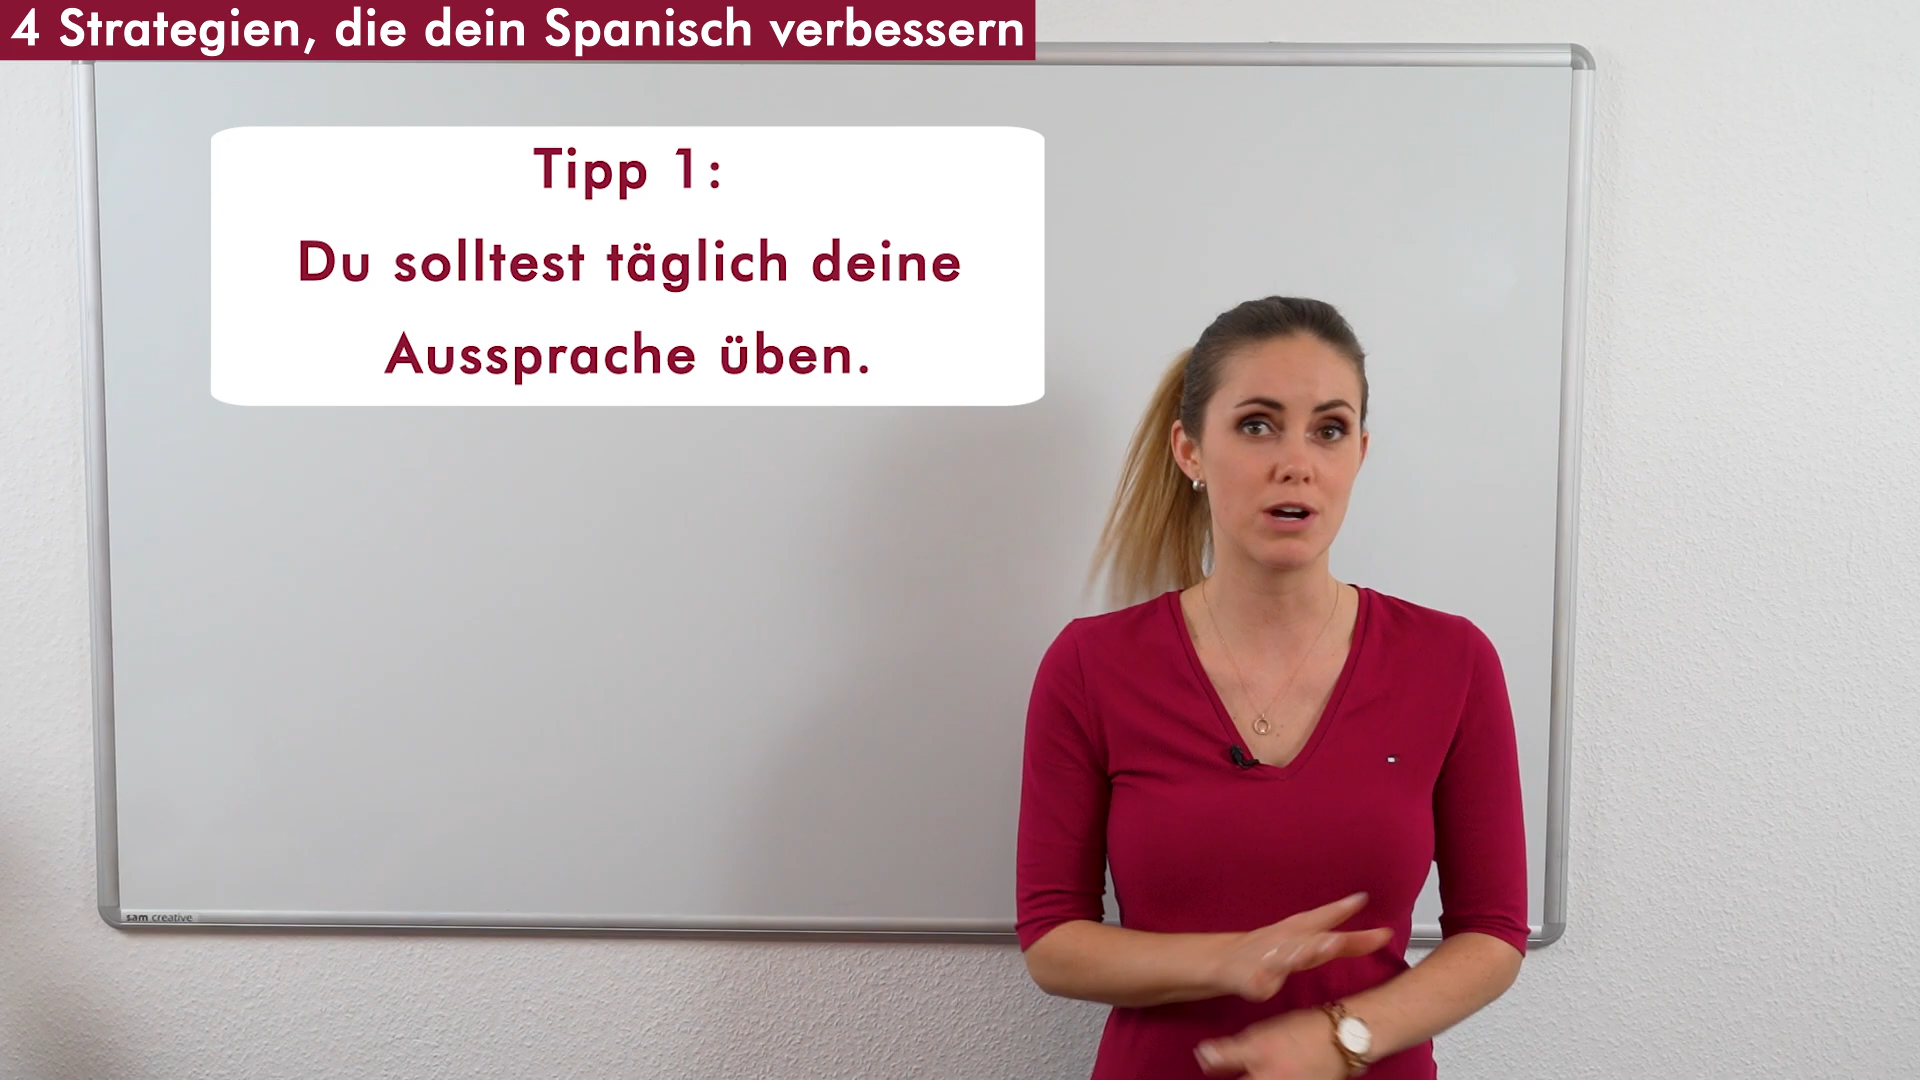 4 Strategien, die dein Spanisch verbessern
Tipp 1:
Du solltest täglich deine
Aussprache üben.
sam creative